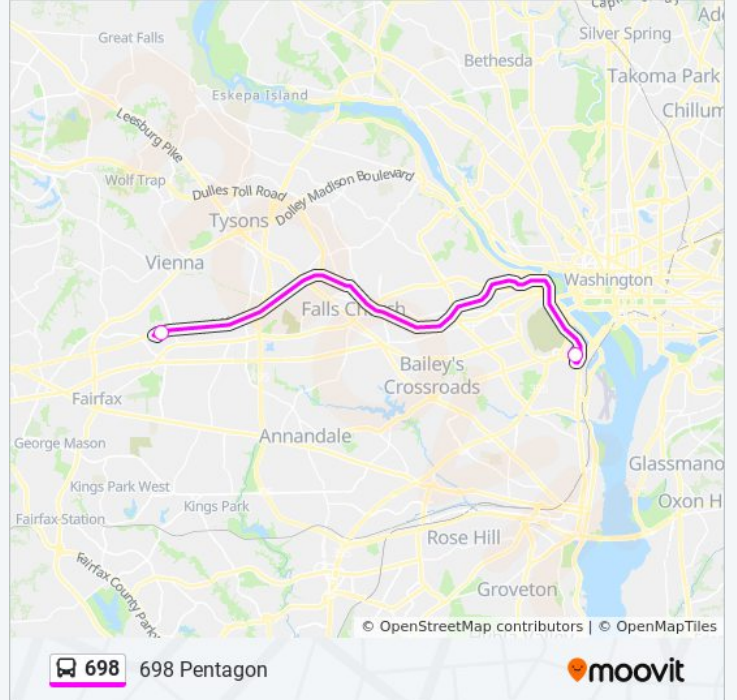 Great Falls
Silver Spring
Bethesda
Takoma Park
Eskepa Island
Chillum
Leesburg Pike
Wolf Trap
Dulles Toll Road
Dolley Madison Boulevard
Tysons
Vienna
Washington
Falls Church
Bailey's
Crossroads
Fairfax
Annandale
George Mason
Glassmano
Kings Park West
Oxon H
Kings Park
Fairfax Station
Rose Hill
Fairfax County Parkw
Groveton
© OpenStreetMap contributors | © OpenMapTiles
698 698 Pentagon
moovit